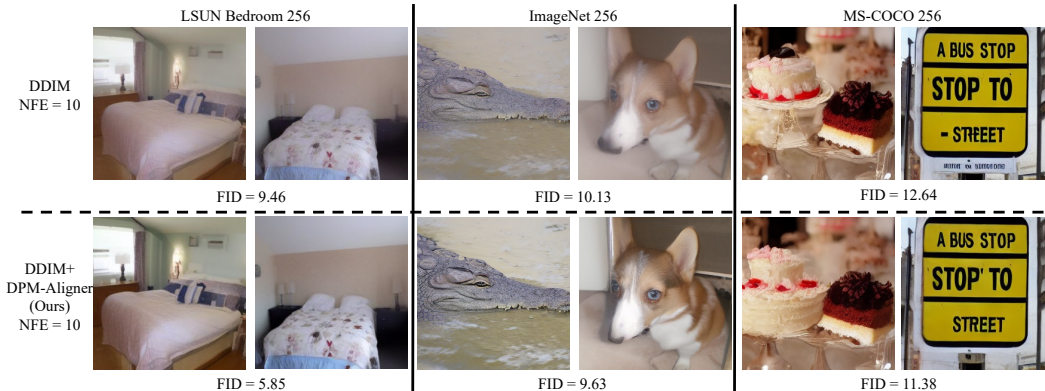 LSUN Bedroom 256
ImageNet 256
MS-COCO 256
DDIM
NFE = 10
A BUS STOP
STOP TO
FID = 9.46
FID = 10.13
FID = 12.64
DDIM+
DPM-Aligner
(Ours)
NFE = 10
A BUS STOP
STOP' TO
STREET
FID = 5.85
FID = 9.63
FID = 11.38